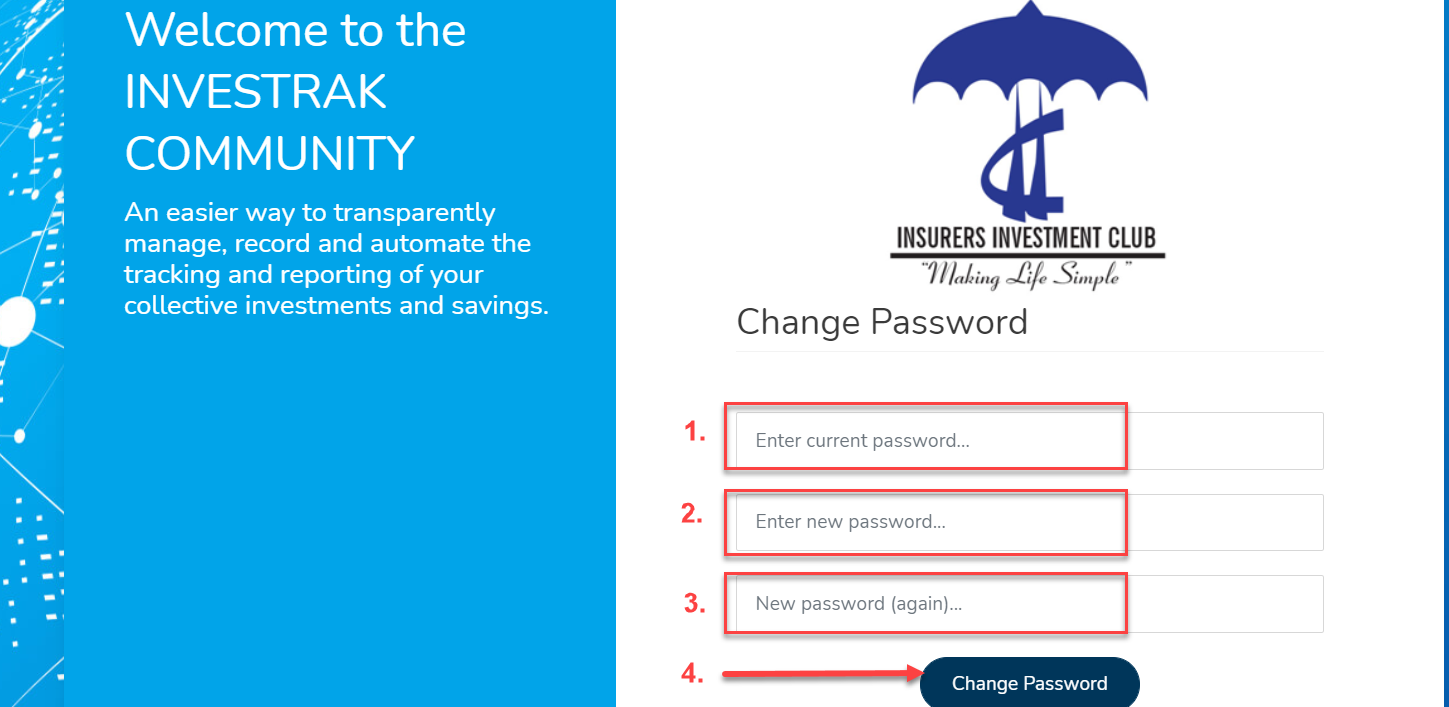 Welcome to the
INVESTRAK
COMMUNITY
An easier way to transparently
manage, record and automate the
tracking and reporting of your
collective investments and savings.
INSURERS INVESTMENT CLUB
"Making Life Simple"
Change Password
1.
Enter current password...
2.
Enter new password...
3.
New password (again)...
4.
Change Password